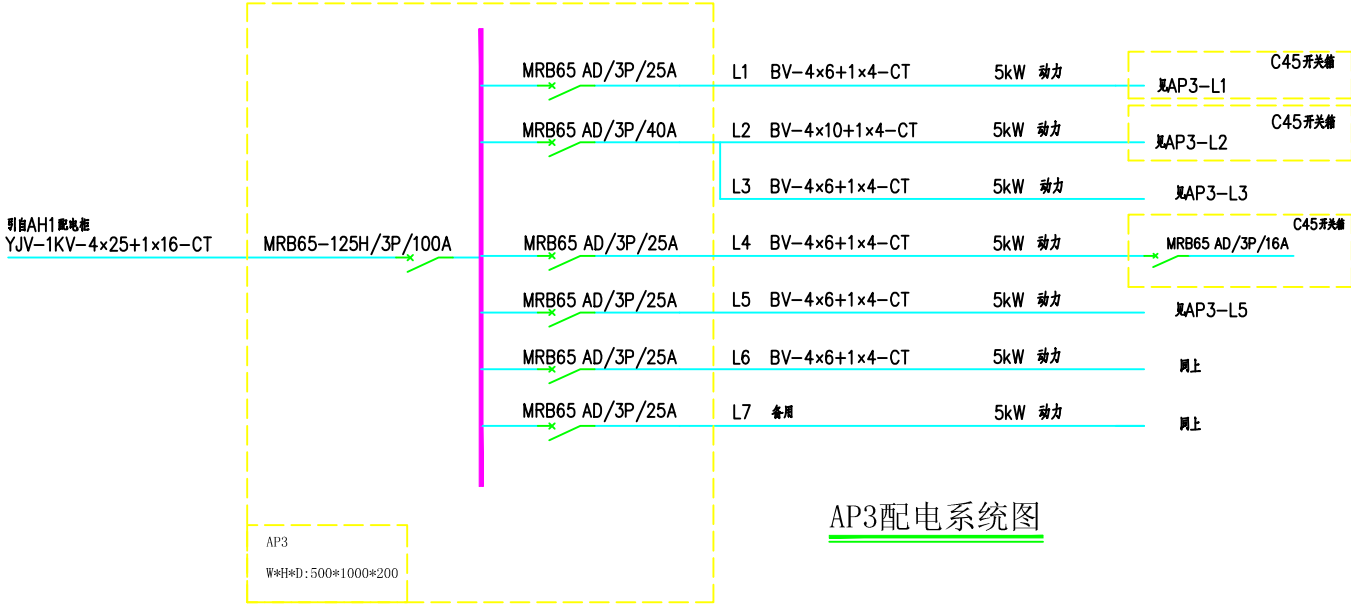 MRB65 AD/3P/25A L1 BV-4×6+1×4-CT 5kW 动力 C45开关箱
见AP3-L1
MRB65 AD/3P/40A L2 BV-4×10+1×4-CT 5kW 动力 C45开关箱
见AP3-L2
L3 BV-4×6+1×4-CT 5kW 动力 见AP3-L3
引自AH1配电柜
YJV-1KV-4×25+1×16-CT MRB65-125H/3P/100A MRB65 AD/3P/25A L4 BV-4×6+1×4-CT 5kW 动力 C45开关箱
MRB65 AD/3P/16A
MRB65 AD/3P/25A L5 BV-4×6+1×4-CT 5kW 动力 见AP3-L5
MRB65 AD/3P/25A L6 BV-4×6+1×4-CT 5kW 动力 同上
MRB65 AD/3P/25A L7 备用 5kW 动力 同上
AP3配电系统图
AP3
W*H*D:500*1000*200